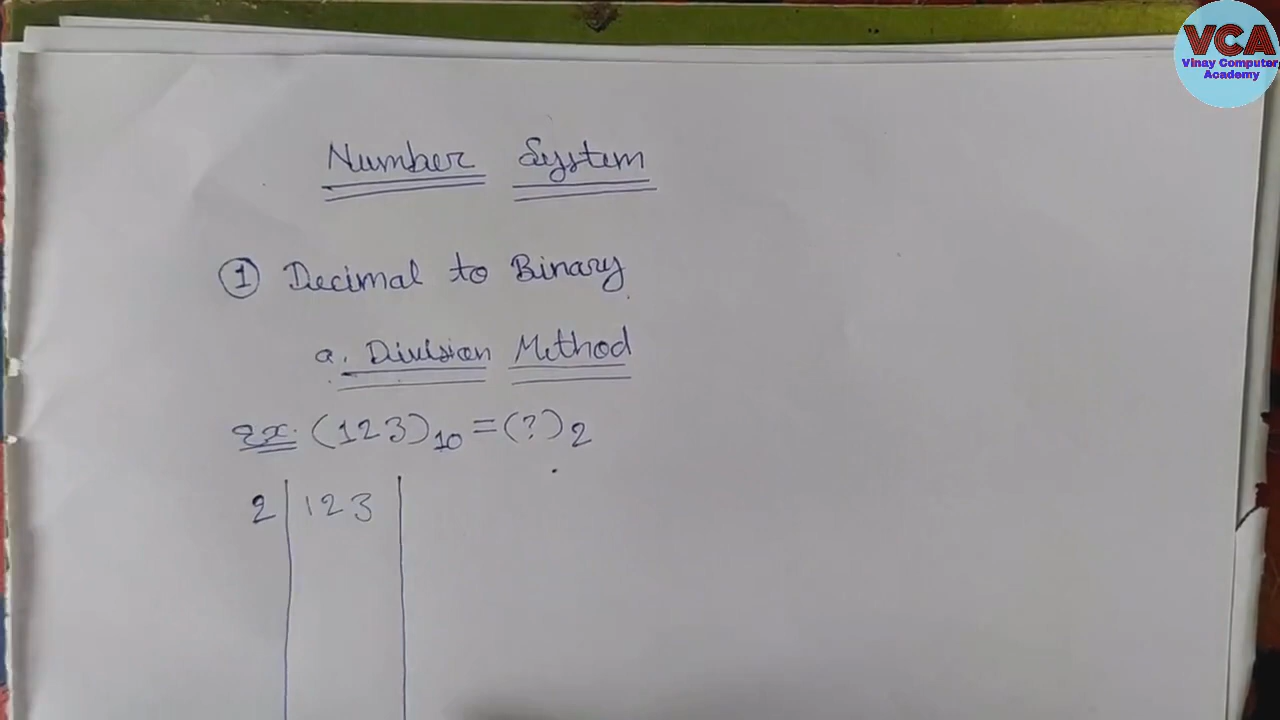 VCA
Vinay Computer
Academy
Number System
① Decimal to Binary
a. Division Method
Ex. (123)₁₀ = (?)₂
2 | 123 |